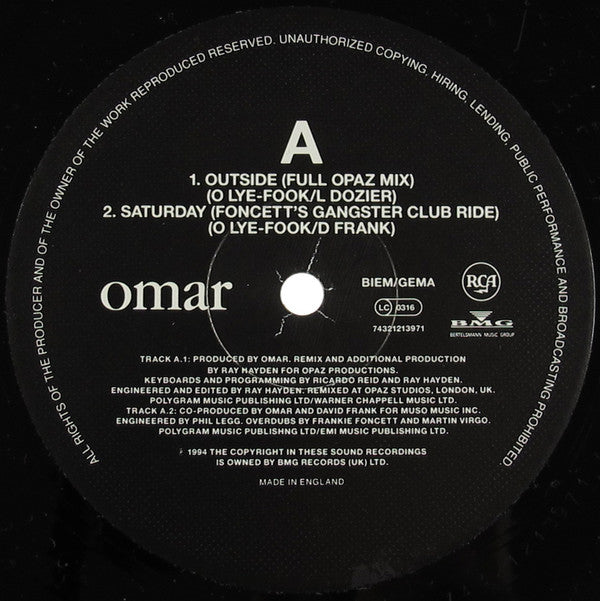 ALL RIGHTS OF THE PRODUCER AND OF THE OWNER OF THE WORK REPRODUCED RESERVED. UNAUTHORIZED COPYING, HIRING, LENDING, PUBLIC PERFORMANCE AND BROADCASTING PROHIBITED.
A
1. OUTSIDE (FULL OPAZ MIX)
(O LYE-FOOK/L DOZIER)
2. SATURDAY (FONCETT'S GANGSTER CLUB RIDE)
(O LYE-FOOK/D FRANK)
omar
BIEM/GEMA
RCA
LC 0316
74321213971
BMG
BERTELSMANN MUSIC GROUP
TRACK A.1: PRODUCED BY OMAR. REMIX AND ADDITIONAL PRODUCTION
BY RAY HAYDEN FOR OPAZ PRODUCTIONS.
KEYBOARDS AND PROGRAMMING BY RICARDO REID AND RAY HAYDEN.
ENGINEERED AND EDITED BY RAY HAYDEN. REMIXED AT OPAZ STUDIOS, LONDON, UK.
POLYGRAM MUSIC PUBLISHING LTD/WARNER CHAPPELL MUSIC LTD.
TRACK A.2: CO-PRODUCED BY OMAR AND DAVID FRANK FOR MUSO MUSIC INC.
ENGINEERED BY PHIL LEGG. OVERDUBS BY FRANKIE FONCETT AND MARTIN VIRGO.
POLYGRAM MUSIC PUBLISHNG LTD/EMI MUSIC PUBLISHING LTD.
1994 THE COPYRIGHT IN THESE SOUND RECORDINGS
IS OWNED BY BMG RECORDS (UK) LTD.
MADE IN ENGLAND